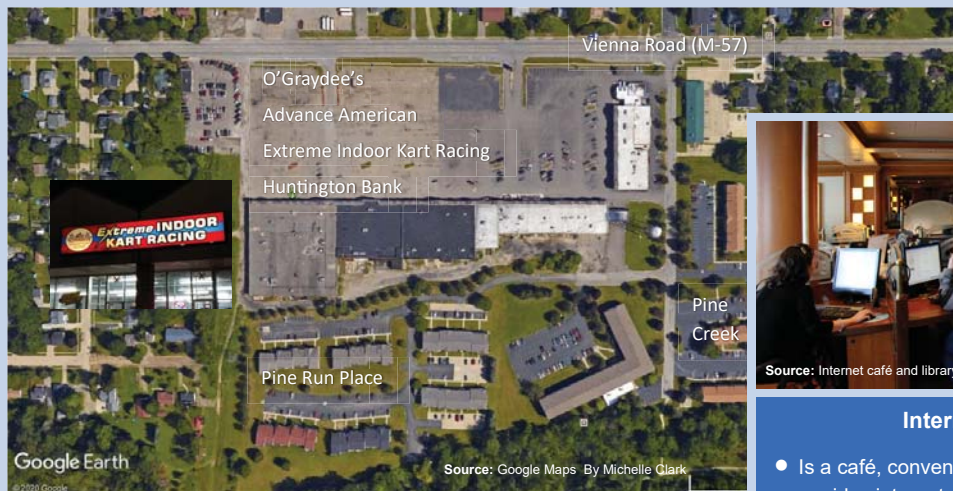 Vienna Road (M-57)
O'Graydee's
Advance American
Extreme Indoor Kart Racing
Huntington Bank
Extreme INDOOR
KART RACING
Pine
Creek
Pine Run Place
Google Earth
© 2020 Google
Source: Google Maps By Michelle Clark
Source: Internet café and library
Inter
● Is a café, conven